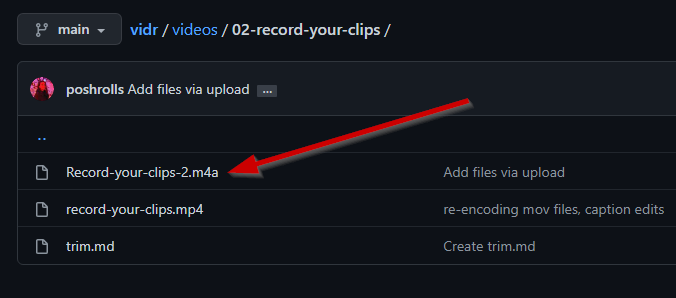 main vidr / videos / 02-record-your-clips /
poshrolls Add files via upload ...
..
Record-your-clips-2.m4a Add files via upload
record-your-clips.mp4 re-encoding mov files, caption edits
trim.md Create trim.md